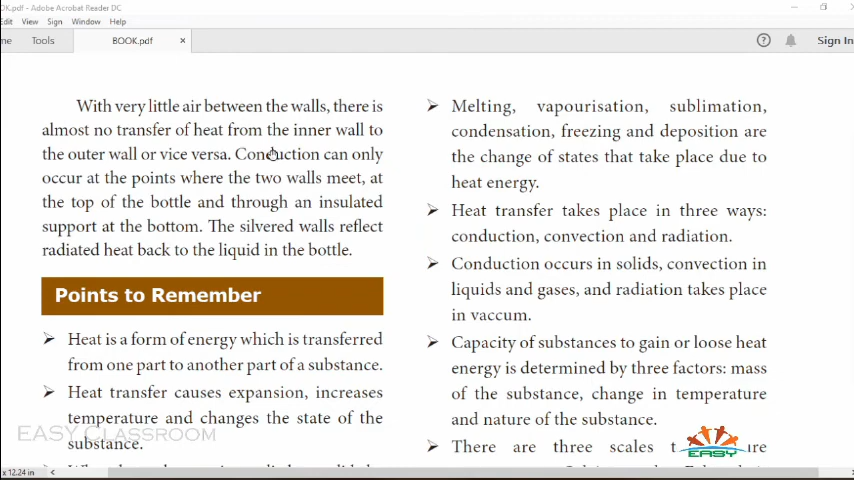 OOK.pdf - Adobe Acrobat Reader DC
Edit View Sign Window Help
me Tools BOOK.pdf × Sign In
With very little air between the walls, there is
almost no transfer of heat from the inner wall to
the outer wall or vice versa. Conduction can only
occur at the points where the two walls meet, at
the top of the bottle and through an insulated
support at the bottom. The silvered walls reflect
radiated heat back to the liquid in the bottle.
Points to Remember
➢ Heat is a form of energy which is transferred
from one part to another part of a substance.
➢ Heat transfer causes expansion, increases
temperature and changes the state of the
substance.
EASY CLASSROOM
➢ Melting, vapourisation, sublimation,
condensation, freezing and deposition are
the change of states that take place due to
heat energy.
➢ Heat transfer takes place in three ways:
conduction, convection and radiation.
➢ Conduction occurs in solids, convection in
liquids and gases, and radiation takes place
in vaccum.
➢ Capacity of substances to gain or loose heat
energy is determined by three factors: mass
of the substance, change in temperature
and nature of the substance.
➢ There are three scales
EASY
x 12.24 in